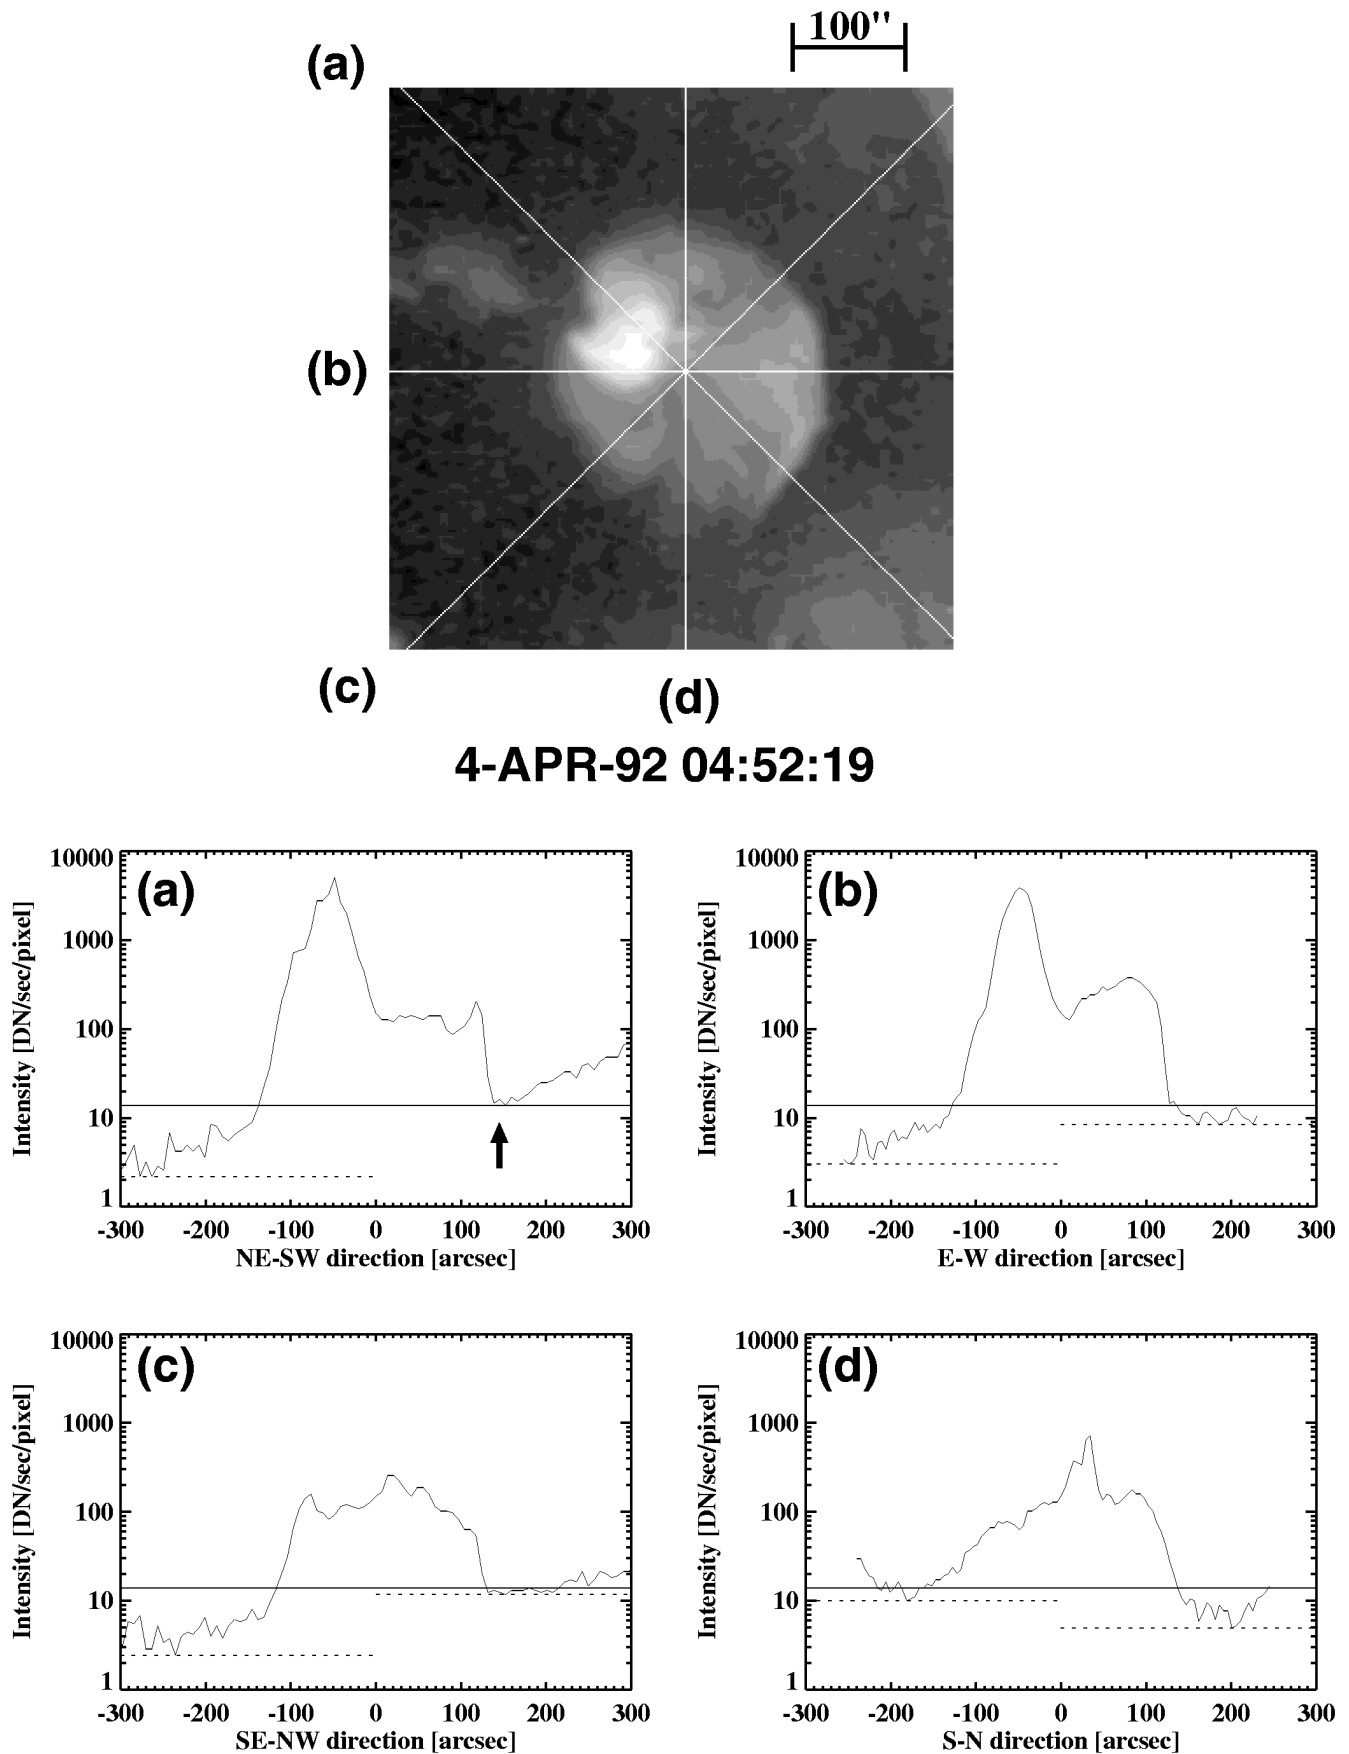 100"
(a)
(b)
(c)
(d)
4-APR-92 04:52:19
(a)
Intensity [DN/sec/pixel]
10000
1000
100
10
1
-300 -200 -100 0 100 200 300
NE-SW direction [arcsec]
(b)
Intensity [DN/sec/pixel]
10000
1000
100
10
1
-300 -200 -100 0 100 200 300
E-W direction [arcsec]
(c)
Intensity [DN/sec/pixel]
10000
1000
100
10
1
-300 -200 -100 0 100 200 300
SE-NW direction [arcsec]
(d)
Intensity [DN/sec/pixel]
10000
1000
100
10
1
-300 -200 -100 0 100 200 300
S-N direction [arcsec]